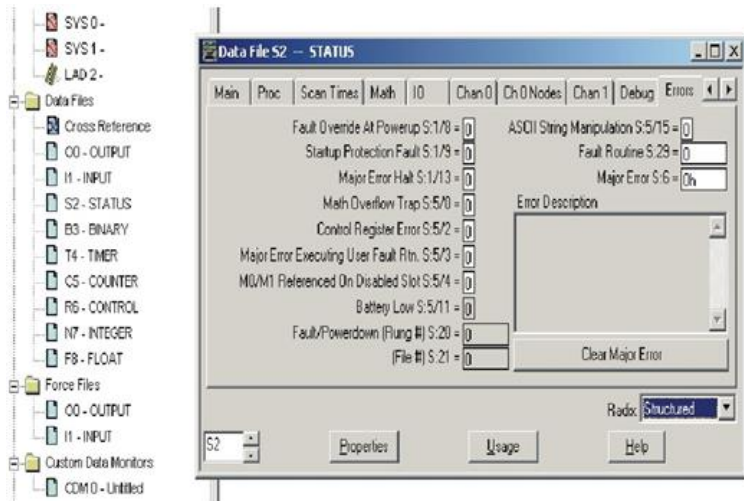 SYS 0 -
SYS 1 -
LAD 2 -
Data Files
Cross Reference
O0 - OUTPUT
I1 - INPUT
S2 - STATUS
B3 - BINARY
T4 - TIMER
C5 - COUNTER
R6 - CONTROL
N7 - INTEGER
F8 - FLOAT
Force Files
O0 - OUTPUT
I1 - INPUT
Custom Data Monitors
CDM 0 - Untitled
Data File S2 -- STATUS
Main Proc Scan Times Math IO Chan 0 Ch 0 Nodes Chan 1 Debug Errors
Fault Override At Powerup S:1/8 = 0
Startup Protection Fault S:1/9 = 0
Major Error Halt S:1/13 = 0
Math Overflow Trap S:5/0 = 0
Control Register Error S:5/2 = 0
Major Error Executing User Fault Rtn. S:5/3 = 0
M0/M1 Referenced On Disabled Slot S:5/4 = 0
Battery Low S:5/11 = 0
Fault/Powerdown (Rung #) S:20 = 0
(File #) S:21 = 0
ASCII String Manipulation S:5/15 = 0
Fault Routine S:29 = 0
Major Error S:6 = 0h
Error Description
Clear Major Error
Radix: Structured
S2 Properties Usage Help